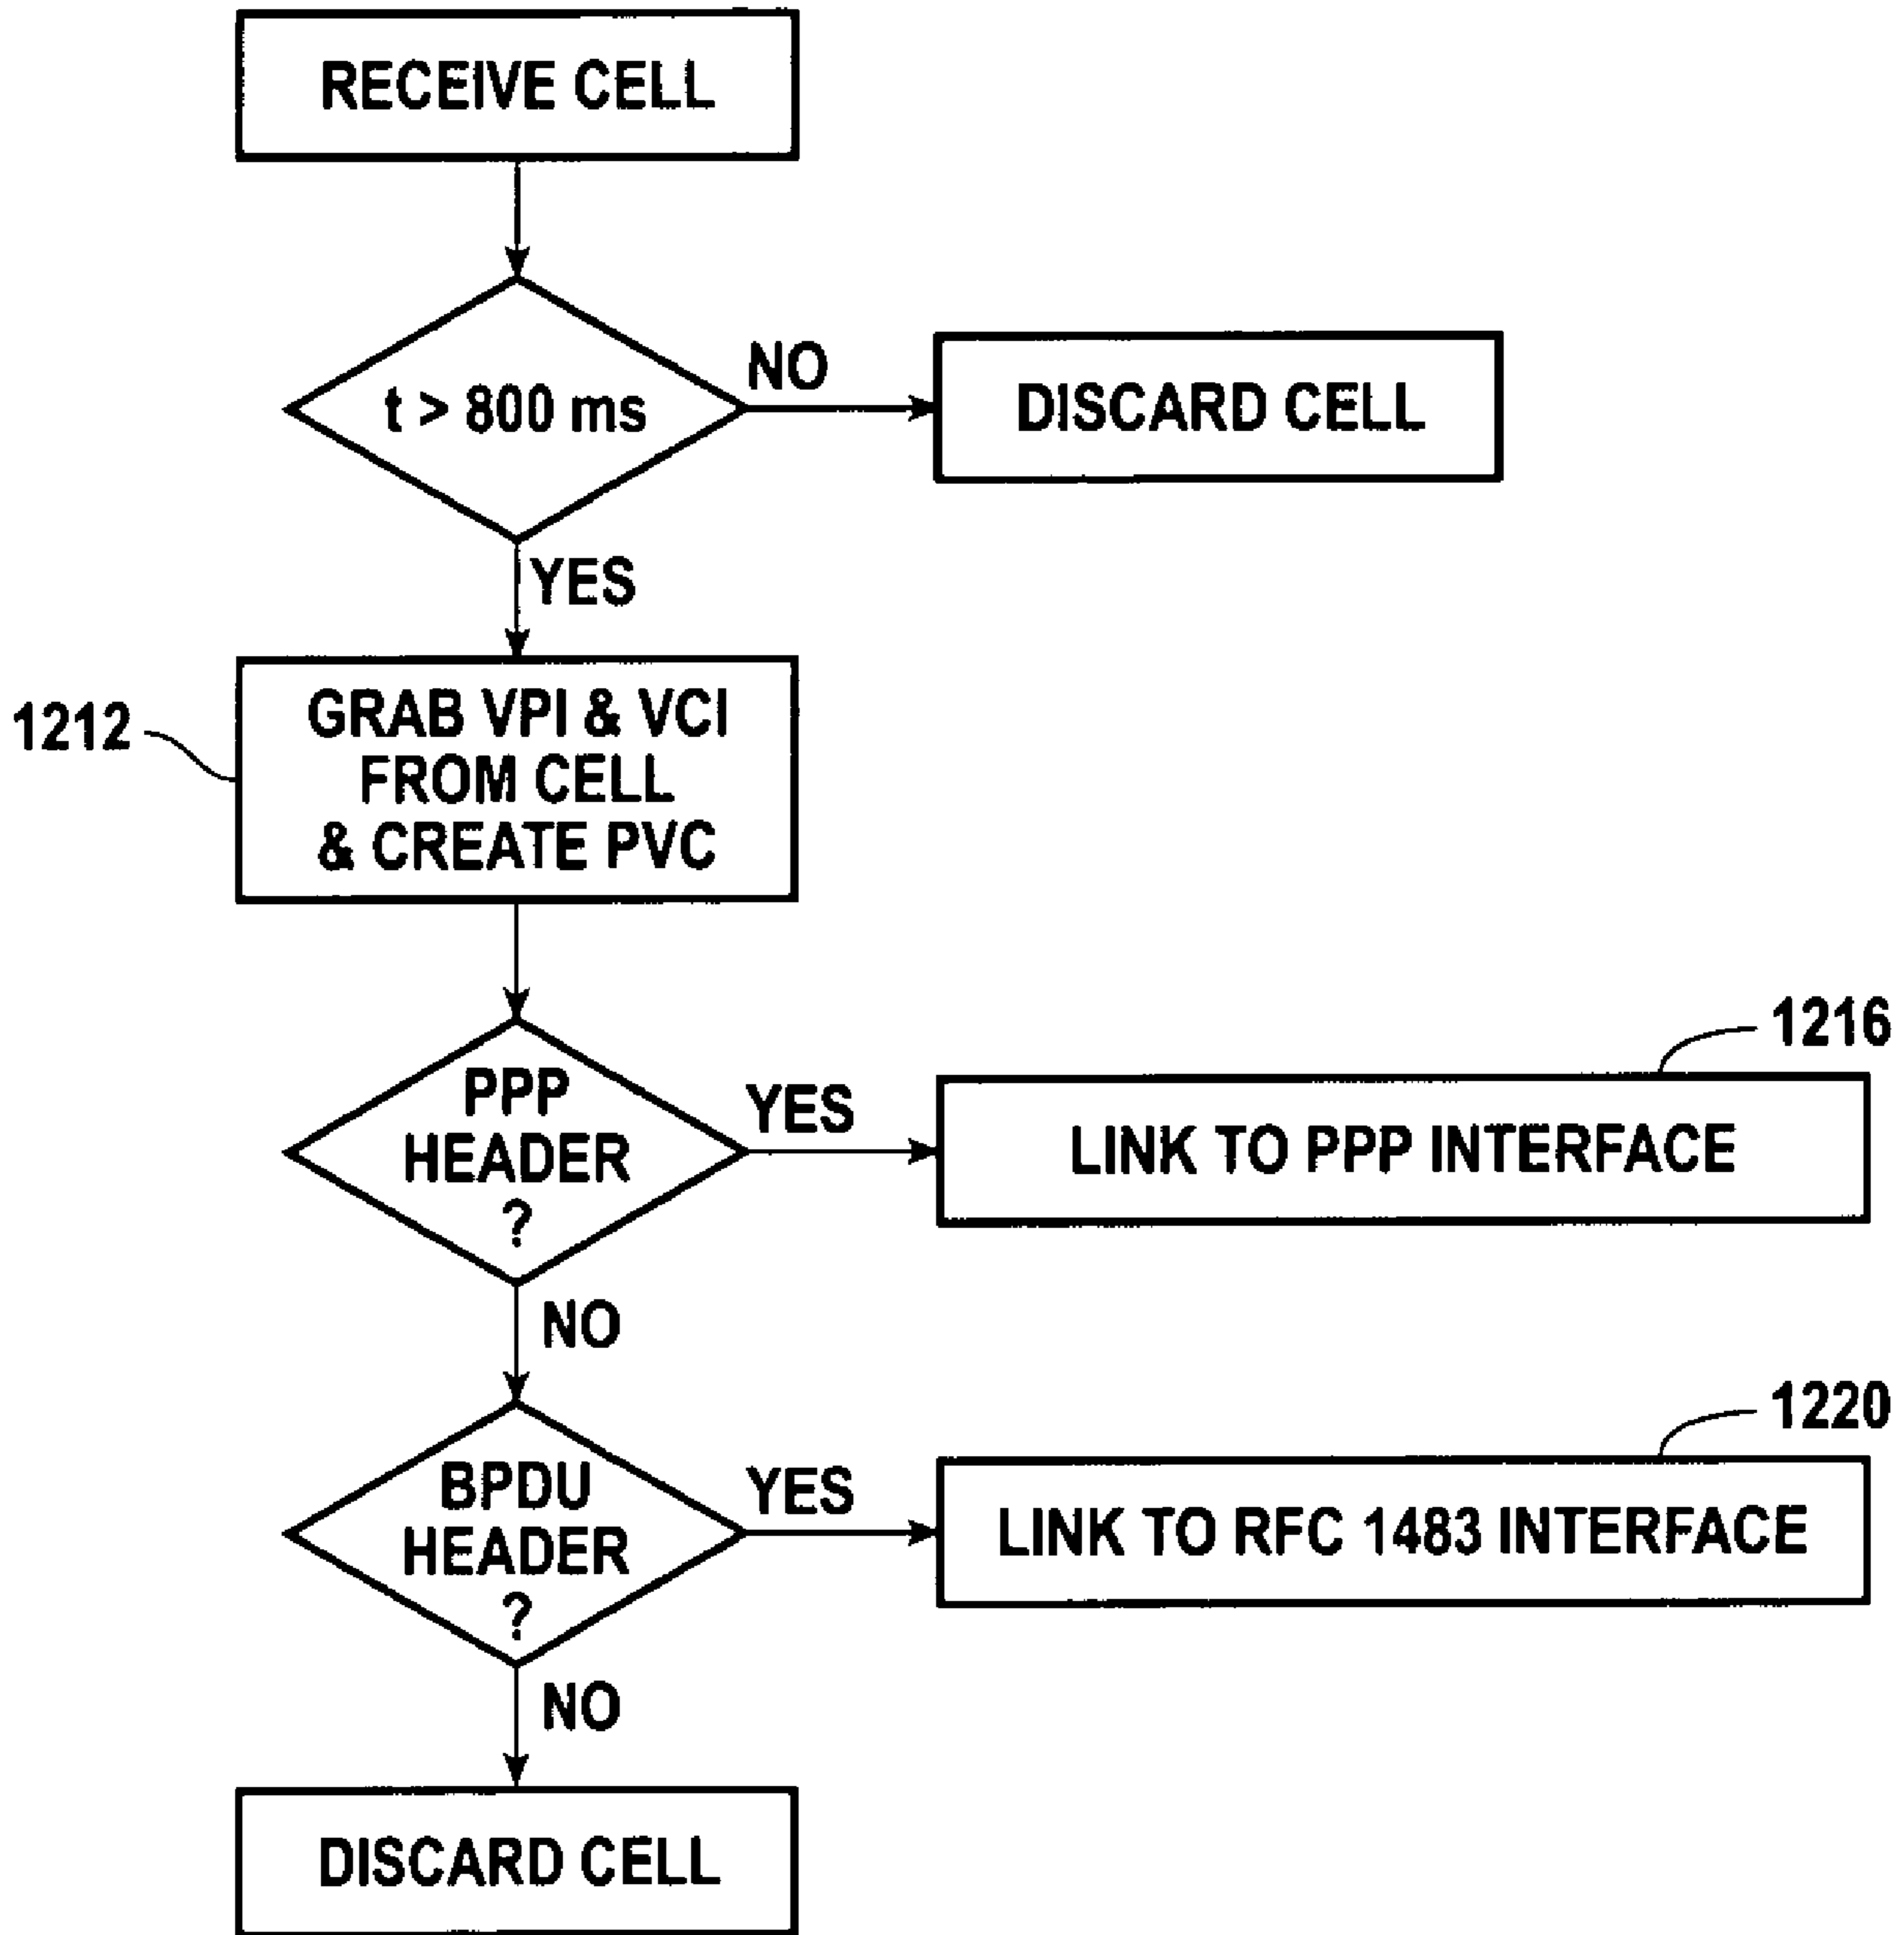 RECEIVE CELL
t > 800 ms
NO
DISCARD CELL
YES
1212
GRAB VPI & VCI
FROM CELL
& CREATE PVC
1216
PPP
HEADER
?
YES
LINK TO PPP INTERFACE
NO
1220
BPDU
HEADER
?
YES
LINK TO RFC 1483 INTERFACE
NO
DISCARD CELL